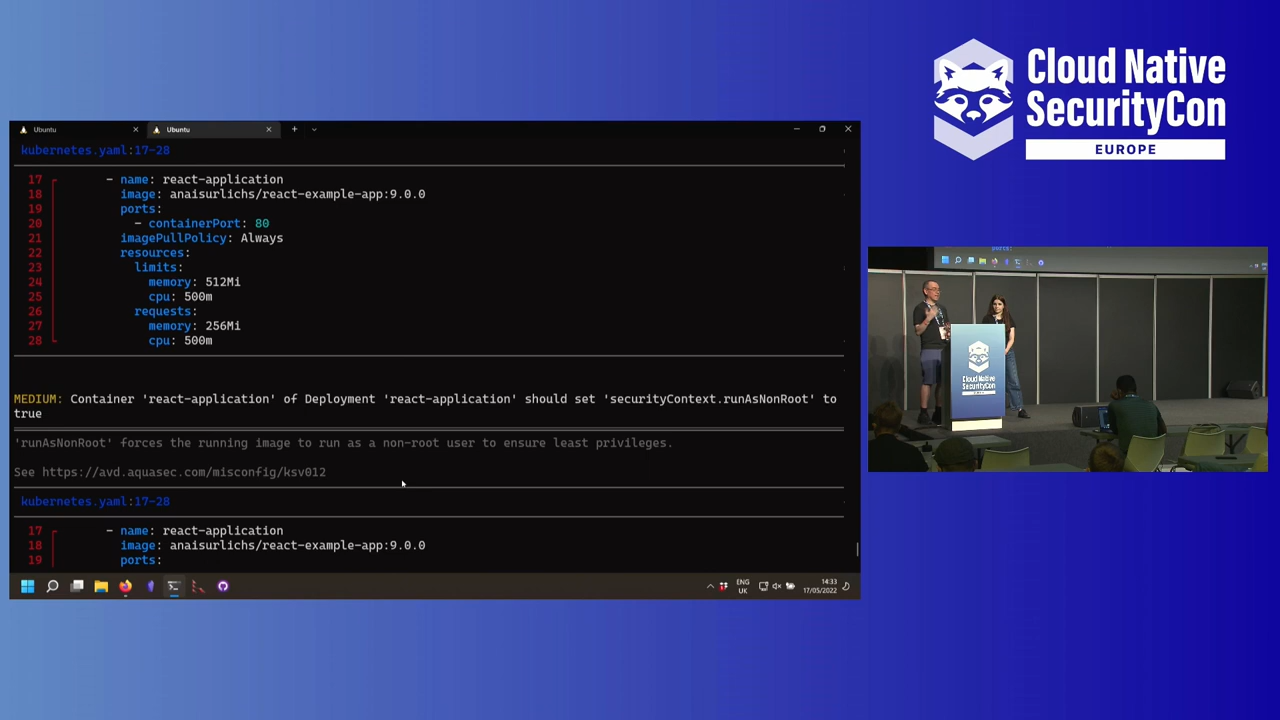 Cloud Native
SecurityCon
EUROPE
Ubuntu
Ubuntu
kubernetes.yaml:17-28
17 - name: react-application
18 image: anaisurlichs/react-example-app:9.0.0
19 ports:
20 - containerPort: 80
21 imagePullPolicy: Always
22 resources:
23 limits:
24 memory: 512Mi
25 cpu: 500m
26 requests:
27 memory: 256Mi
28 cpu: 500m
MEDIUM: Container 'react-application' of Deployment 'react-application' should set 'securityContext.runAsNonRoot' to
true
'runAsNonRoot' forces the running image to run as a non-root user to ensure least privileges.
See https://avd.aquasec.com/misconfig/ksv012
kubernetes.yaml:17-28
17 - name: react-application
18 image: anaisurlichs/react-example-app:9.0.0
19 ports:
ENG
UK
14:33
17/05/2022
ports:
Cloud Native
SecurityCon